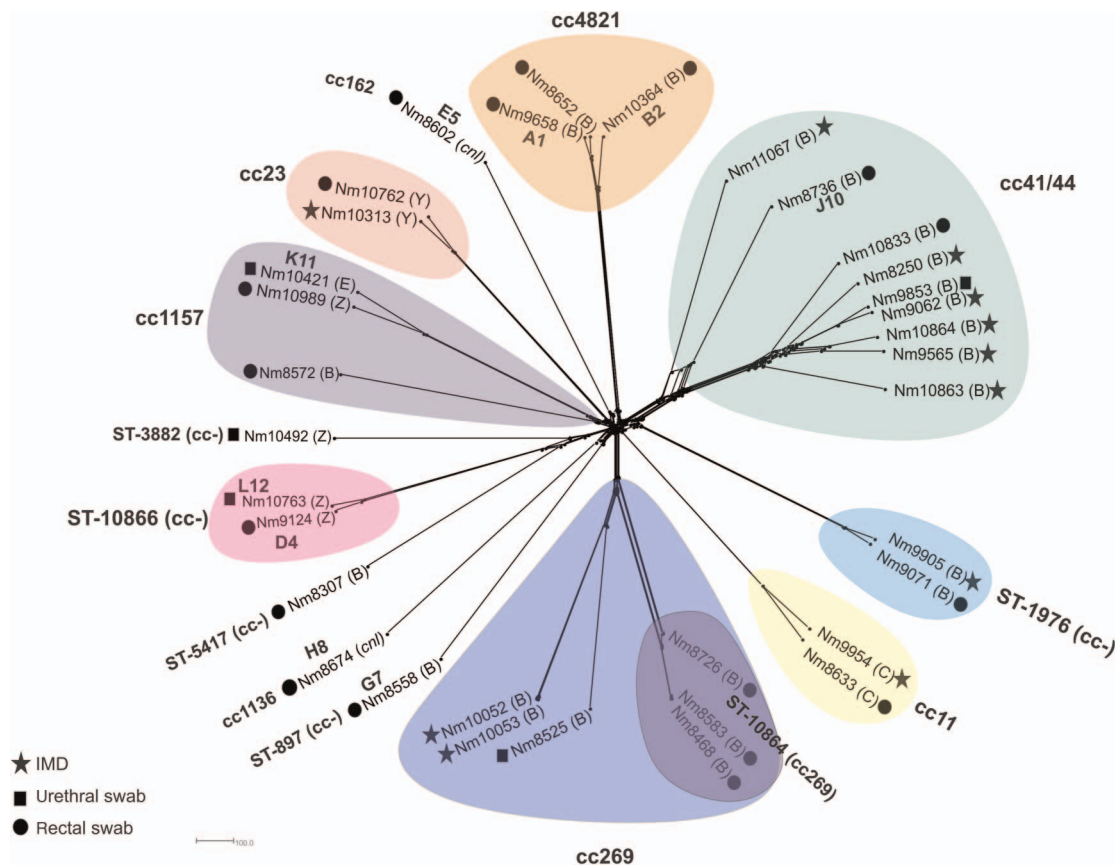 cc4821
cc162
Nm8602 (cnl)
E5
Nm8652 (B)
Nm9658 (B)
A1
Nm10364 (B)
B2
cc41/44
Nm11067 (B)
Nm8736 (B)
J10
Nm10833 (B)
Nm8250 (B)
Nm9853 (B)
Nm9062 (B)
Nm10864 (B)
Nm9565 (B)
Nm10863 (B)
cc23
Nm10762 (Y)
Nm10313 (Y)
cc1157
K11
Nm10421 (E)
Nm10989 (Z)
Nm8572 (B)
ST-3882 (cc-)
Nm10492 (Z)
ST-10866 (cc-)
L12
Nm10763 (Z)
Nm9124 (Z)
D4
ST-5417 (cc-)
Nm8307 (B)
cc1136
Nm8674 (cnl)
H8
ST-897 (cc-)
Nm8558 (B)
G7
Nm9905 (B)
Nm9071 (B)
ST-1976 (cc-)
Nm9954 (C)
Nm8633 (C)
cc11
Nm8726 (B)
Nm8583 (B)
Nm8468 (B)
ST-10864 (cc269)
Nm10052 (B)
Nm10053 (B)
Nm8525 (B)
cc269
IMD
Urethral swab
Rectal swab
100.0